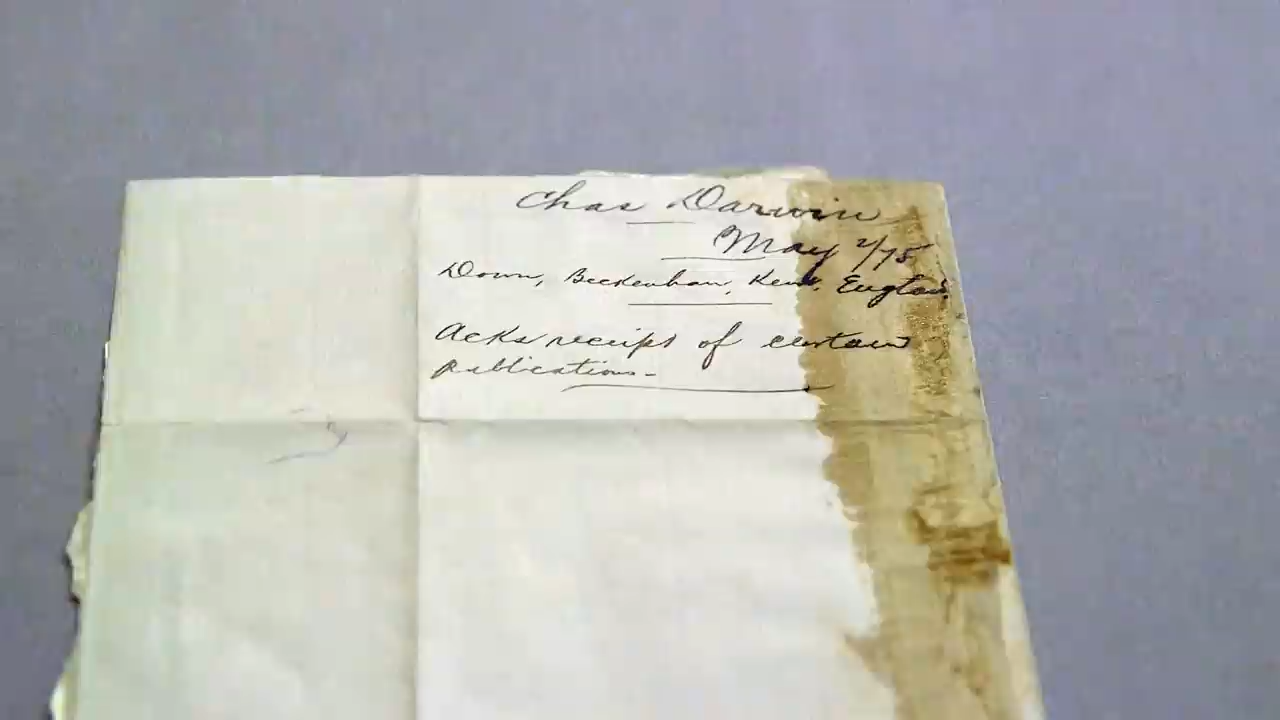 Chas Darwin
May 2/75
Down, Beckenham, Kent, England
Acks receipt of certain
publications -